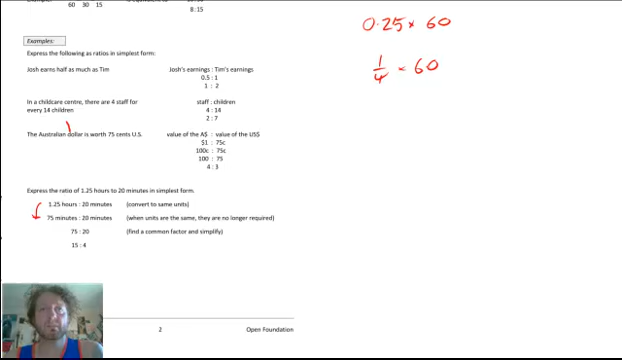 60 30 15
8 : 15
0.25 × 60
1/4 × 60
Examples:
Express the following as ratios in simplest form:
Josh earns half as much as Tim
Josh's earnings : Tim's earnings
0.5 : 1
1 : 2
In a childcare centre, there are 4 staff for
every 14 children
staff : children
4 : 14
2 : 7
The Australian dollar is worth 75 cents U.S.
value of the A$ : value of the US$
$1 : 75c
100c : 75c
100 : 75
4 : 3
Express the ratio of 1.25 hours to 20 minutes in simplest form.
1.25 hours : 20 minutes (convert to same units)
75 minutes : 20 minutes (when units are the same, they are no longer required)
75 : 20 (find a common factor and simplify)
15 : 4
2 Open Foundation